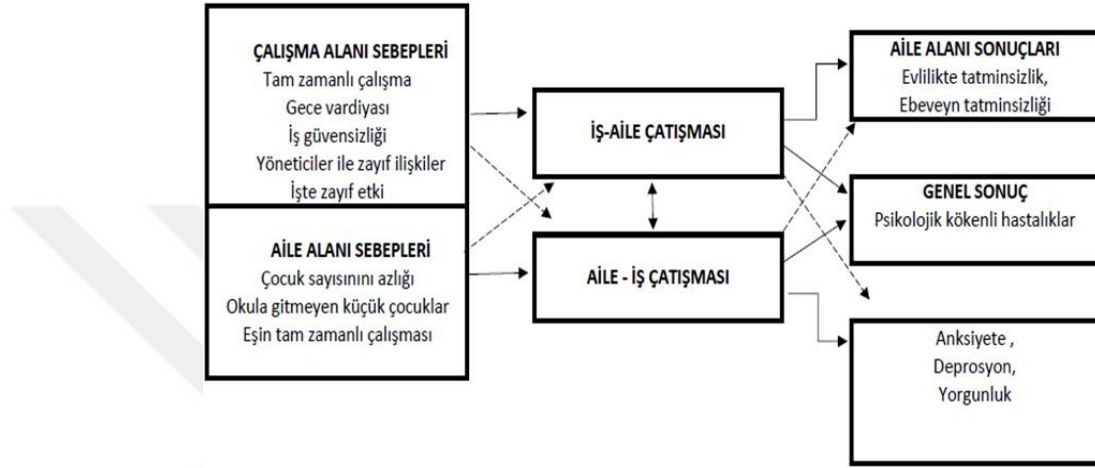 ÇALIŞMA ALANI SEBEPLERİ
Tam zamanlı çalışma
Gece vardiyası
İş güvensizliği
Yöneticiler ile zayıf ilişkiler
İşte zayıf etki
AİLE ALANI SEBEPLERİ
Çocuk sayısınını azlığı
Okula gitmeyen küçük çocuklar
Eşin tam zamanlı çalışması
İŞ-AİLE ÇATIŞMASI
AİLE - İŞ ÇATIŞMASI
AİLE ALANI SONUÇLARI
Evlilikte tatminsizlik,
Ebeveyn tatminsizliği
GENEL SONUÇ
Psikolojik kökenli hastalıklar
Anksiyete ,
Deprosyon,
Yorgunluk